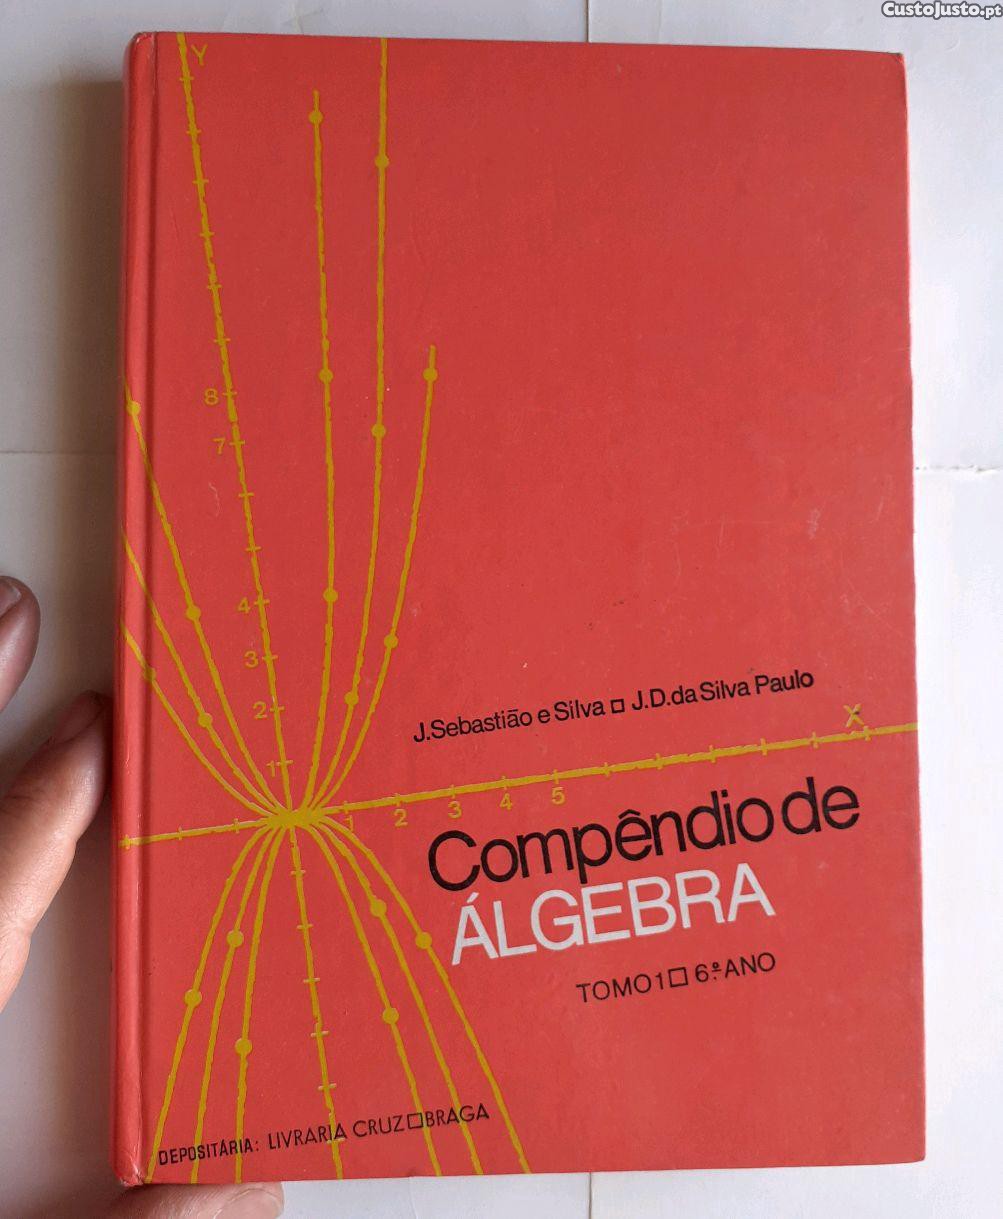 CustoJusto.pt
Y
8
7
4
3
2
1
J.Sebastião e Silva □ J.D.da Silva Paulo
X
1 2 3 4 5
Compêndio de
ÁLGEBRA
TOMO 1 □ 6.º ANO
DEPOSITÁRIA: LIVRARIA CRUZ □ BRAGA